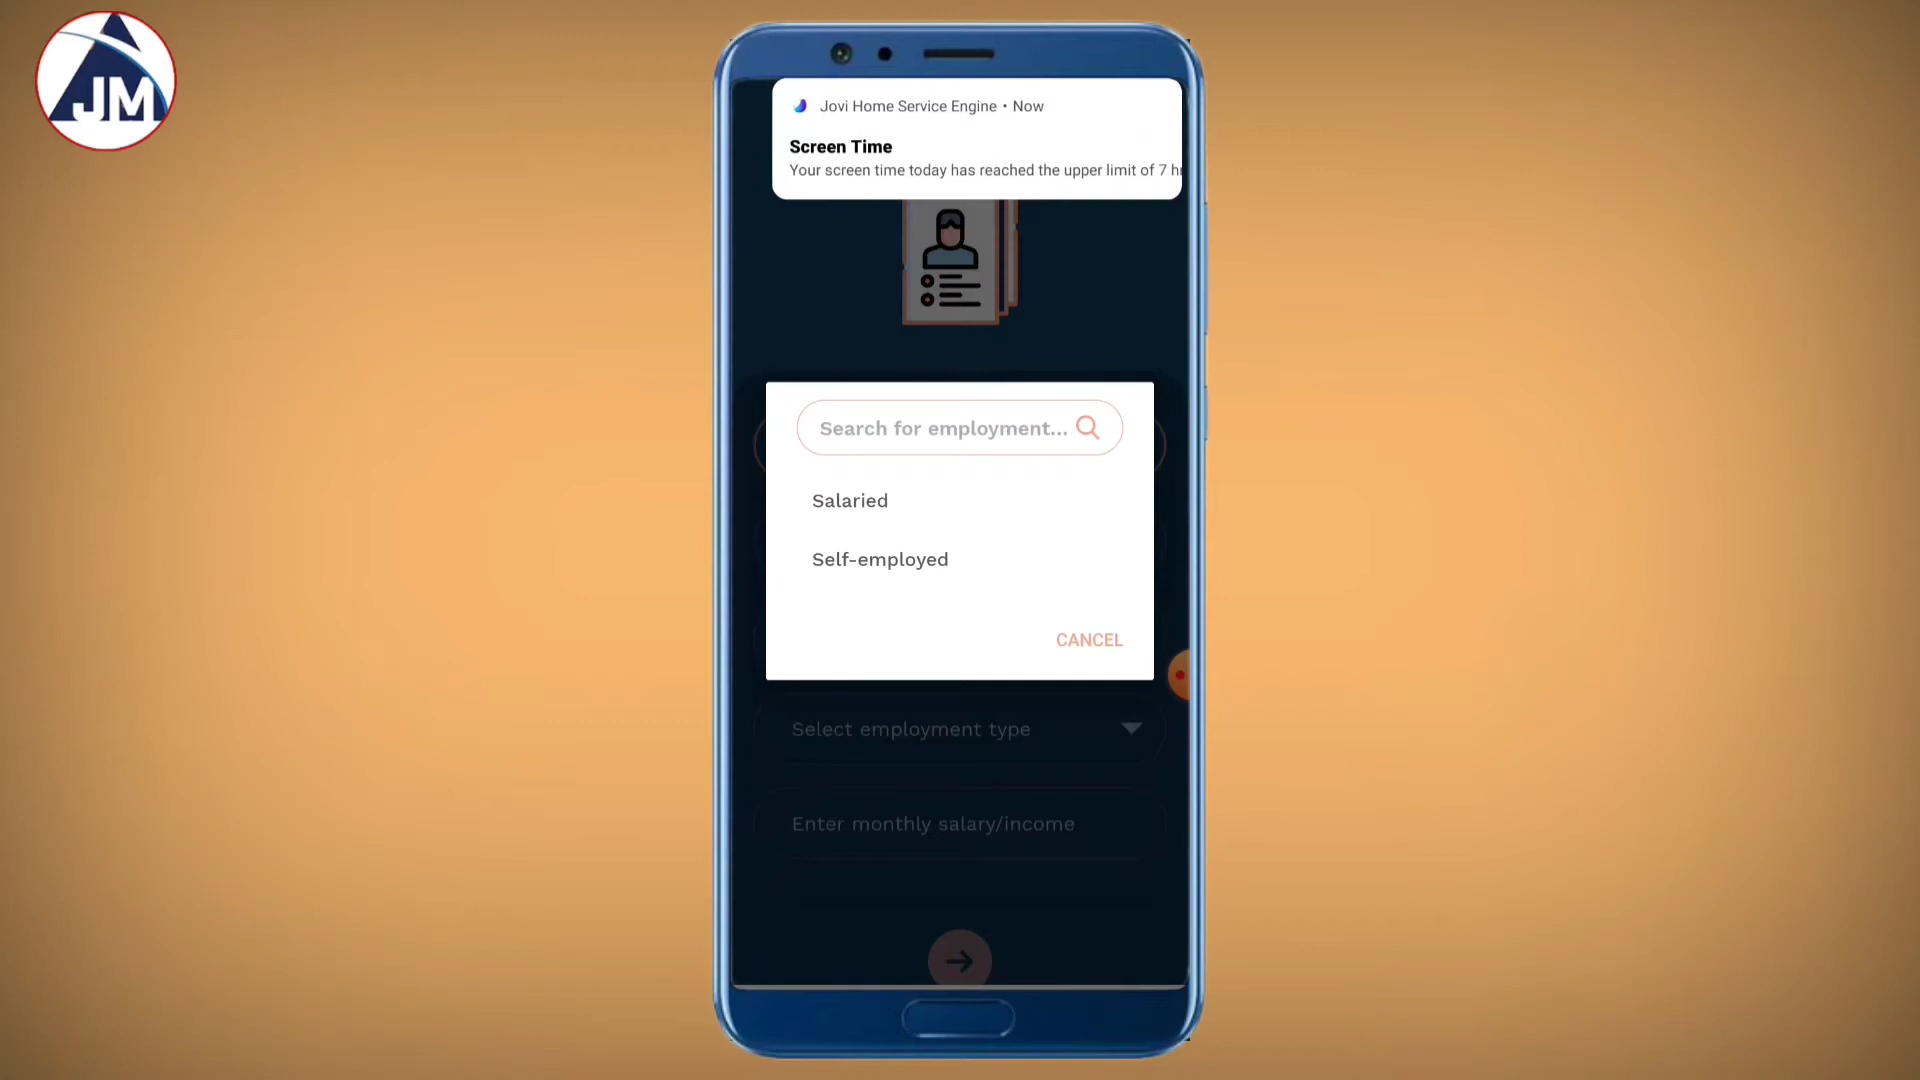 JM
Jovi Home Service Engine • Now
Screen Time
Your screen time today has reached the upper limit of 7 hr
Search for employment...
Salaried
Self-employed
CANCEL
Select employment type
Enter monthly salary/income